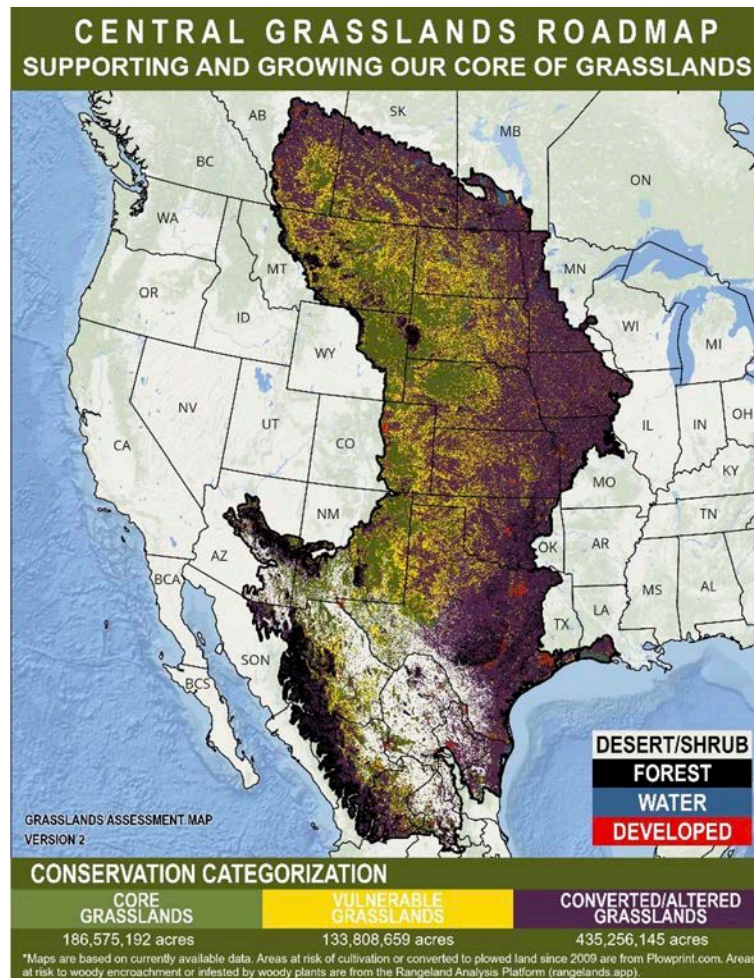 CENTRAL GRASSLANDS ROADMAP
SUPPORTING AND GROWING OUR CORE OF GRASSLANDS
AB
SK
MB
BC
ON
WA
MT
MN
OR
ID
WI
MI
WY
NV
UT
CO
IL
IN
OH
CA
MO
KY
NM
TN
AZ
OK
AR
BCA
MS
AL
TX
LA
SON
BCS
DESERT/SHRUB
FOREST
WATER
DEVELOPED
GRASSLANDS ASSESSMENT MAP
VERSION 2
CONSERVATION CATEGORIZATION
CORE
GRASSLANDS
186,575,192 acres
VULNERABLE
GRASSLANDS
133,808,659 acres
CONVERTED/ALTERED
GRASSLANDS
435,256,145 acres
*Maps are based on currently available data. Areas at risk of cultivation or converted to plowed land since 2009 are from Plowprint.com. Area
at risk to woody encroachment or infested by woody plants are from the Rangeland Analysis Platform (rangelands.app).